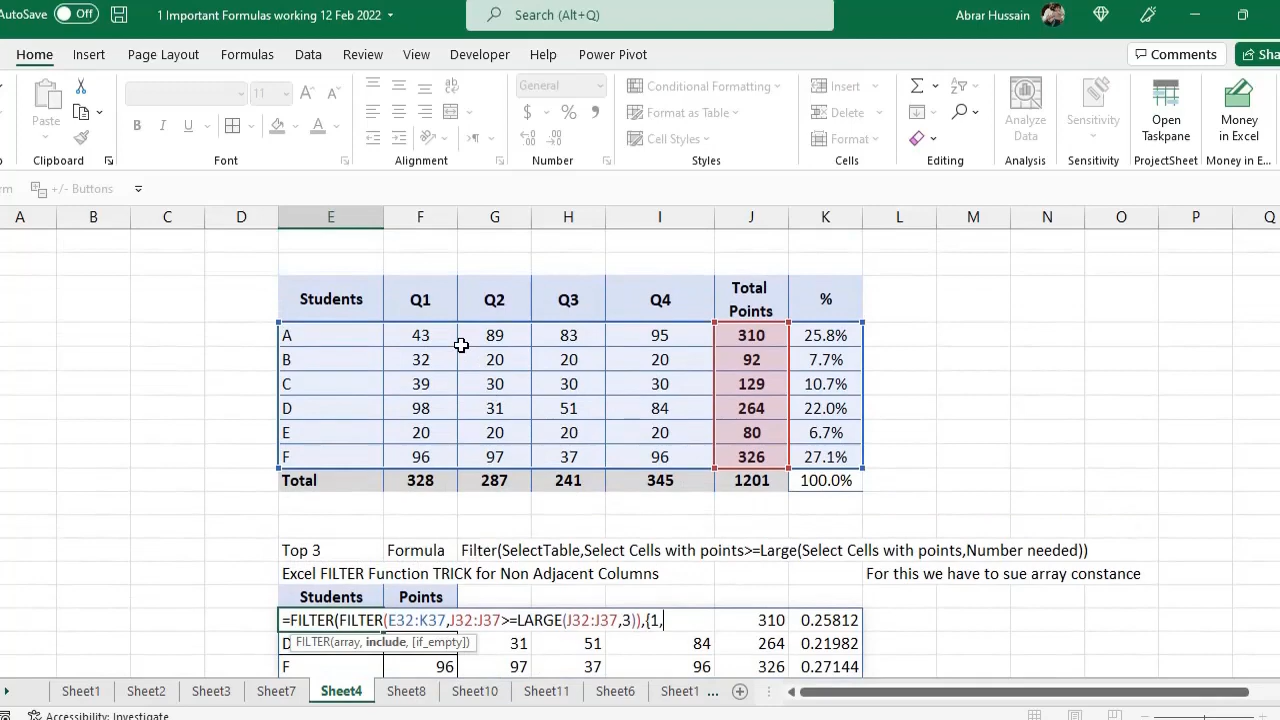 AutoSave Off 1 Important Formulas working 12 Feb 2022 Search (Alt+Q) Abrar Hussain
Home Insert Page Layout Formulas Data Review View Developer Help Power Pivot Comments Sha
11 General Conditional Formatting Insert
Paste Format as Table Delete Analyze Data Sensitivity Open Taskpane Money in Excel
B I U A $ % Cell Styles Format
Clipboard Font Alignment Number Styles Cells Editing Analysis Sensitivity ProjectSheet Money in E...
rm +/- Buttons
A B C D E F G H I J K L M N O P Q
Students Q1 Q2 Q3 Q4 Total Points %
A 43 89 83 95 310 25.8%
B 32 20 20 20 92 7.7%
C 39 30 30 30 129 10.7%
D 98 31 51 84 264 22.0%
E 20 20 20 20 80 6.7%
F 96 97 37 96 326 27.1%
Total 328 287 241 345 1201 100.0%
Top 3 Formula Filter(SelectTable,Select Cells with points>=Large(Select Cells with points,Number needed))
Excel FILTER Function TRICK for Non Adjacent Columns For this we have to sue array constance
Students Points
=FILTER(FILTER(E32:K37,J32:J37>=LARGE(J32:J37,3)),{1, 310 0.25812
FILTER(array, include, [if_empty])
D 31 51 84 264 0.21982
F 96 97 37 96 326 0.27144
Sheet1 Sheet2 Sheet3 Sheet7 Sheet4 Sheet8 Sheet10 Sheet11 Sheet6 Sheet1 ...
Accessibility: Investigate